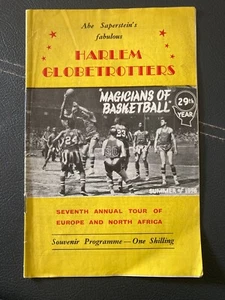 Abe Saperstein's
fabulous
HARLEM
GLOBETROTTERS
"MAGICIANS OF
BASKETBALL"
29th
YEAR
SUMMER of
SEVENTH ANNUAL TOUR OF
EUROPE AND NORTH AFRICA
Souvenir Programme — One Shilling